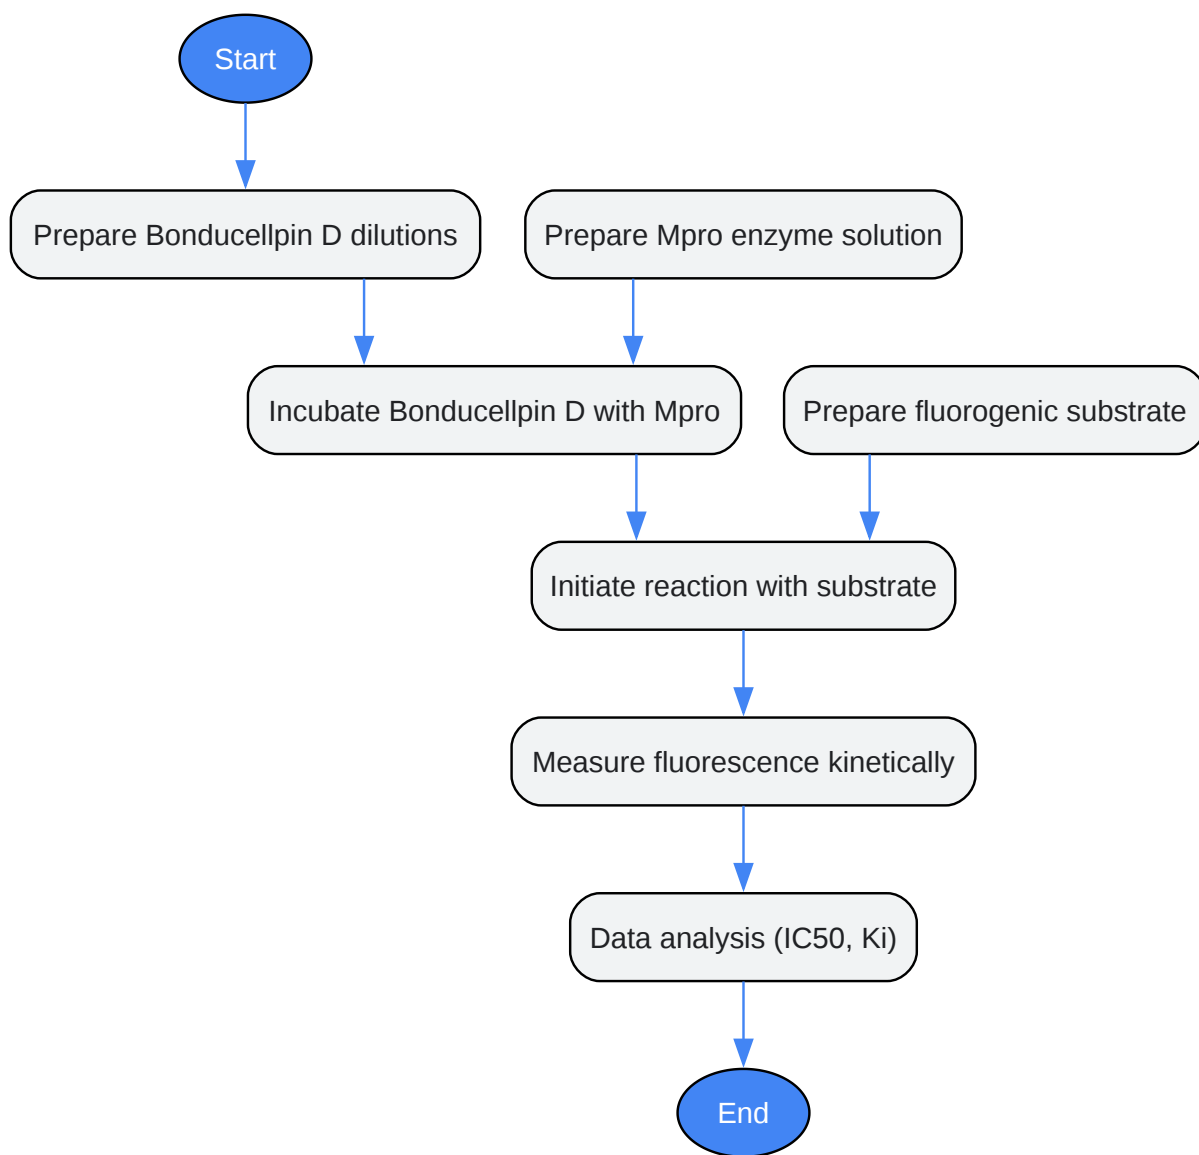 Start
Prepare Bonducellpin D dilutions
Prepare Mpro enzyme solution
Incubate Bonducellpin D with Mpro
Prepare fluorogenic substrate
Initiate reaction with substrate
Measure fluorescence kinetically
Data analysis (IC50, Ki)
End